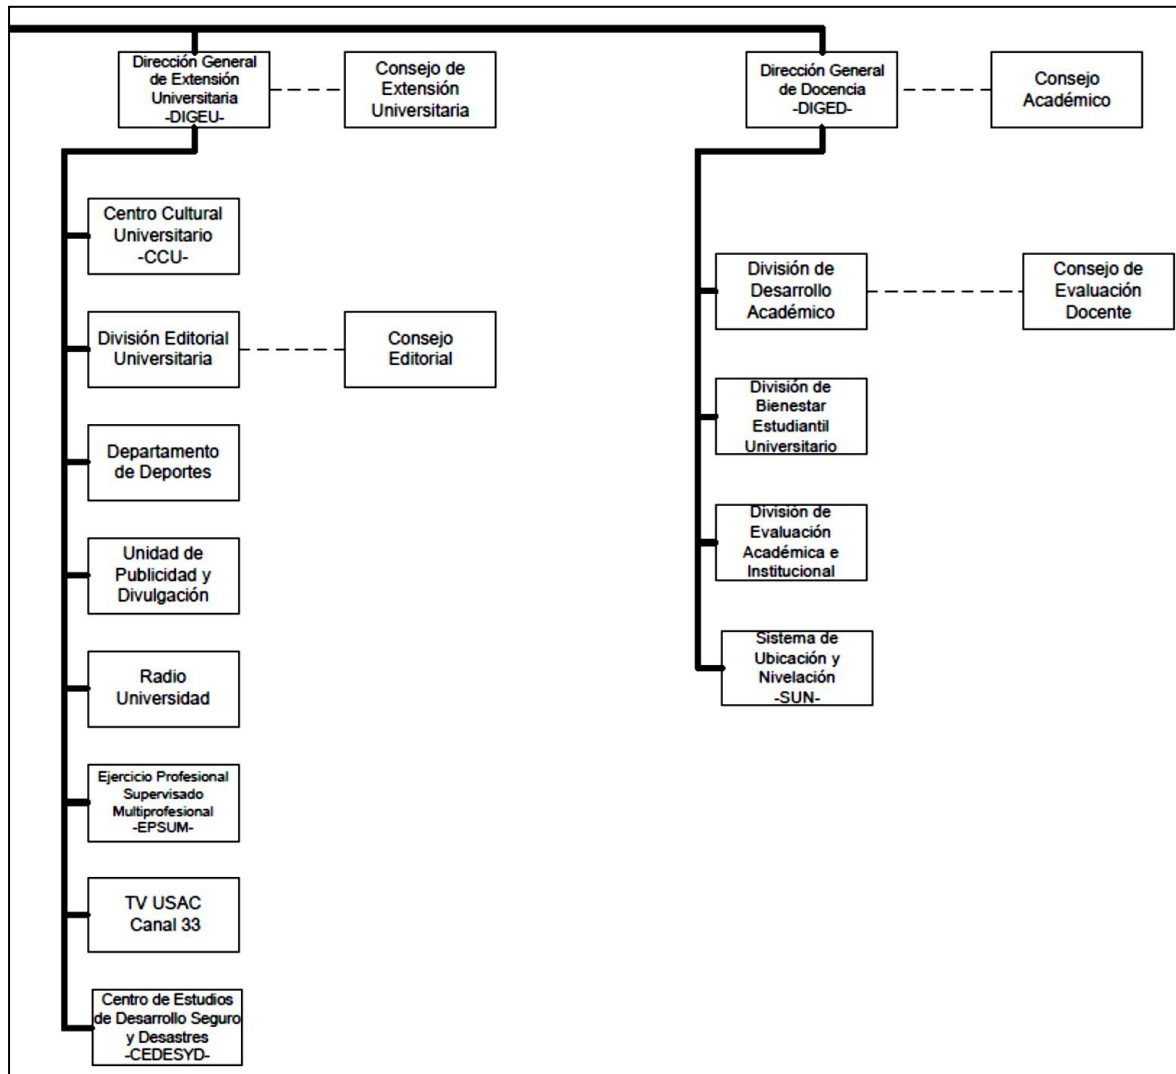 Dirección General
de Extensión
Universitaria
-DIGEU-
Consejo de
Extensión
Universitaria
Dirección General
de Docencia
-DIGED-
Consejo
Académico
Centro Cultural
Universitario
-CCU-
División Editorial
Universitaria
Consejo
Editorial
Departamento
de Deportes
Unidad de
Publicidad y
Divulgación
Radio
Universidad
Ejercicio Profesional
Supervisado
Multiprofesional
-EPSUM-
TV USAC
Canal 33
Centro de Estudios
de Desarrollo Seguro
y Desastres
-CEDESYD-
División de
Desarrollo
Académico
Consejo de
Evaluación
Docente
División de
Bienestar
Estudiantil
Universitario
División de
Evaluación
Académica e
Institucional
Sistema de
Ubicación y
Nivelación
-SUN-